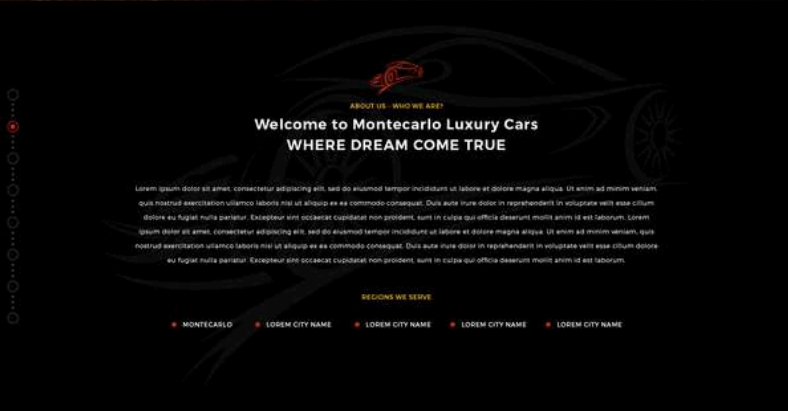 ABOUT US - WHO WE ARE?
Welcome to Montecarlo Luxury Cars
WHERE DREAM COME TRUE
Lorem ipsum dolor sit amet, consectetur adipiscing elit, sed do eiusmod tempor incididunt ut labore et dolore magna aliqua. Ut enim ad minim veniam,
quis nostrud exercitation ullamco laboris nisi ut aliquip ex ea commodo consequat. Duis aute irure dolor in reprehenderit in voluptate velit esse cillum
dolore eu fugiat nulla pariatur. Excepteur sint occaecat cupidatat non proident, sunt in culpa qui officia deserunt mollit anim id est laborum. Lorem
ipsum dolor sit amet, consectetur adipiscing elit, sed do eiusmod tempor incididunt ut labore et dolore magna aliqua. Ut enim ad minim veniam, quis
nostrud exercitation ullamco laboris nisi ut aliquip ex ea commodo consequat. Duis aute irure dolor in reprehenderit in voluptate velit esse cillum dolore
eu fugiat nulla pariatur. Excepteur sint occaecat cupidatat non proident, sunt in culpa qui officia deserunt mollit anim id est laborum.
REGIONS WE SERVE
MONTECARLO LOREM CITY NAME LOREM CITY NAME LOREM CITY NAME LOREM CITY NAME